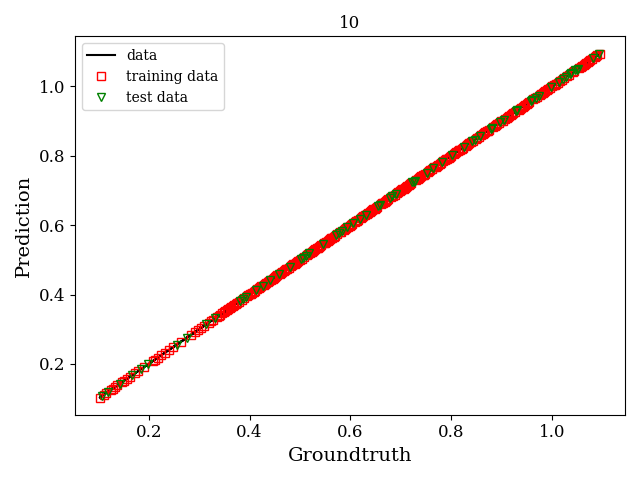 10
data
training data
test data
1.0
0.8
0.6
0.4
0.2
Prediction
0.2 0.4 0.6 0.8 1.0
Groundtruth